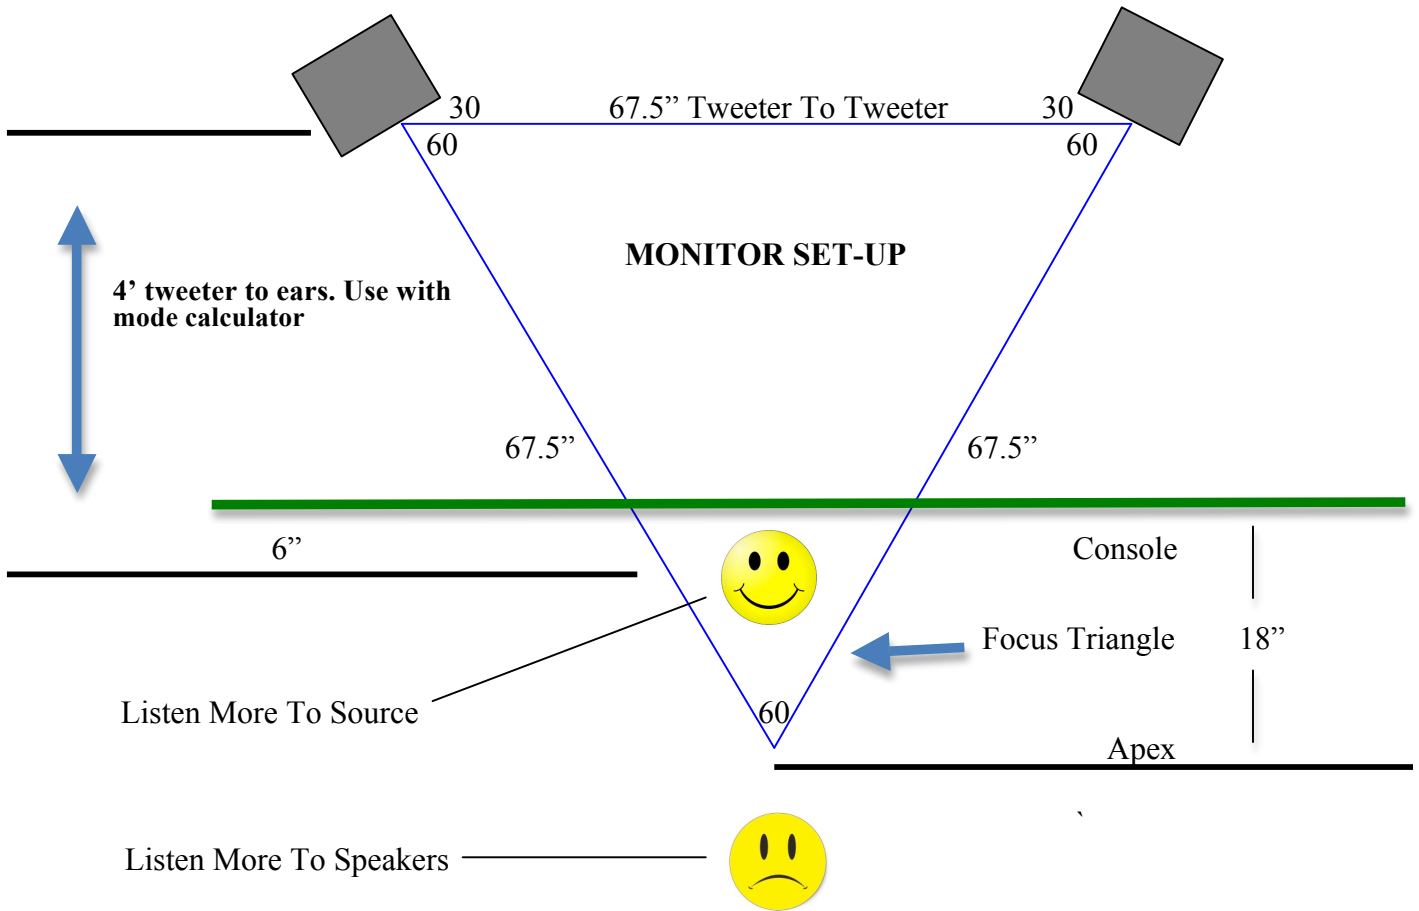 30
67.5” Tweeter To Tweeter
30
60
60
MONITOR SET-UP
4’ tweeter to ears. Use with
mode calculator
67.5”
67.5”
6”
Console
Focus Triangle
18”
Listen More To Source
60
Apex
`
Listen More To Speakers